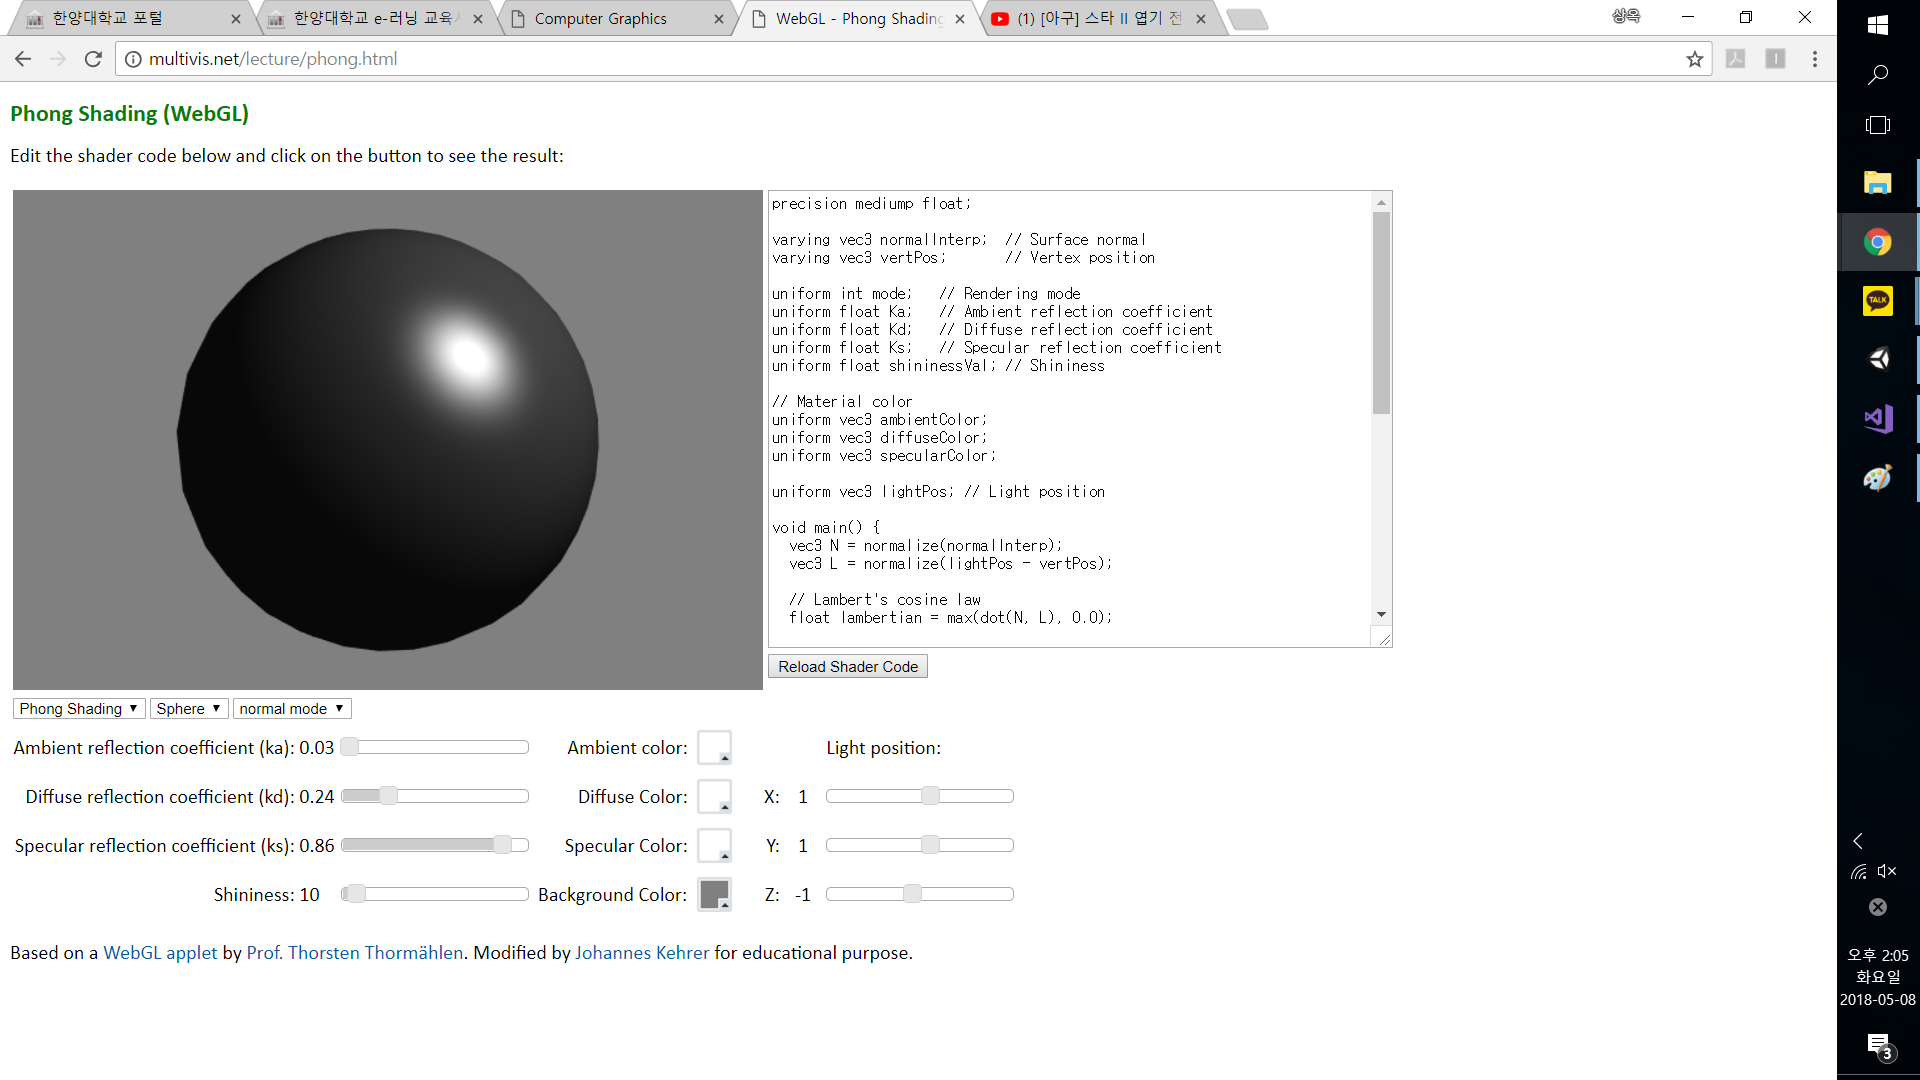 한양대학교 포털
한양대학교 e-러닝 교육
Computer Graphics
WebGL - Phong Shading
(1) [아구] 스타 II 엽기 전
상옥
multivis.net/lecture/phong.html
Phong Shading (WebGL)
Edit the shader code below and click on the button to see the result:
precision mediump float;
varying vec3 normalInterp;  // Surface normal
varying vec3 vertPos;       // Vertex position
uniform int mode;   // Rendering mode
uniform float Ka;   // Ambient reflection coefficient
uniform float Kd;   // Diffuse reflection coefficient
uniform float Ks;   // Specular reflection coefficient
uniform float shininessVal; // Shininess
// Material color
uniform vec3 ambientColor;
uniform vec3 diffuseColor;
uniform vec3 specularColor;
uniform vec3 lightPos; // Light position
void main() {
  vec3 N = normalize(normalInterp);
  vec3 L = normalize(lightPos - vertPos);
  // Lambert's cosine law
  float lambertian = max(dot(N, L), 0.0);
Reload Shader Code
Phong Shading
Sphere
normal mode
Ambient reflection coefficient (ka): 0.03
Ambient color:
Light position:
Diffuse reflection coefficient (kd): 0.24
Diffuse Color:
X: 1
Specular reflection coefficient (ks): 0.86
Specular Color:
Y: 1
Shininess: 10
Background Color:
Z: -1
Based on a WebGL applet by Prof. Thorsten Thormählen. Modified by Johannes Kehrer for educational purpose.
TALK
오후 2:05
화요일
2018-05-08
3